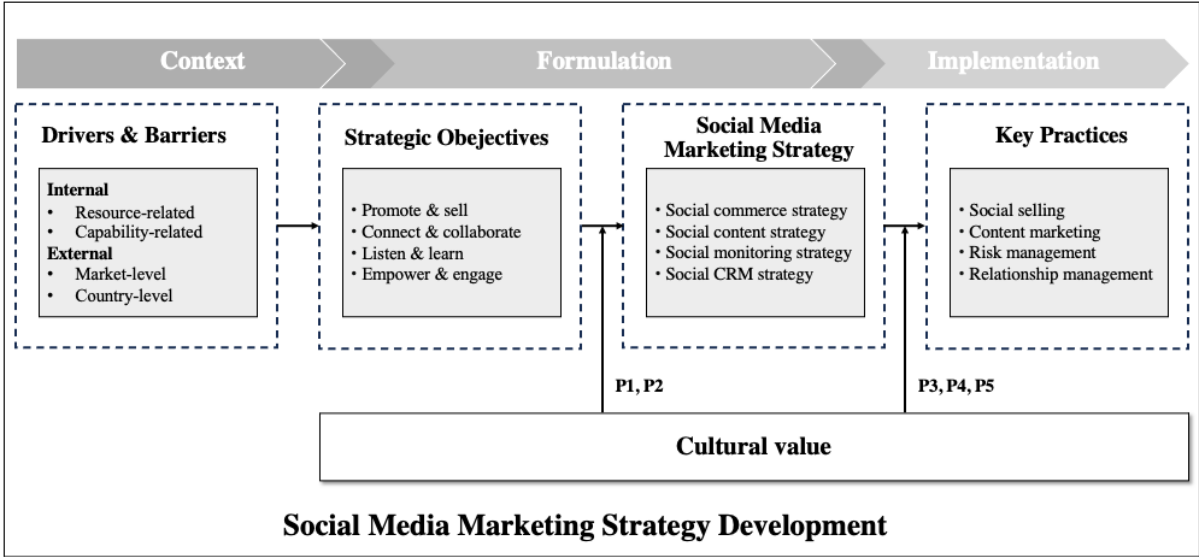 Context
Formulation
Implementation
Drivers & Barriers
Internal
• Resource-related
• Capability-related
External
• Market-level
• Country-level
Strategic Obejectives
• Promote & sell
• Connect & collaborate
• Listen & learn
• Empower & engage
Social Media
Marketing Strategy
• Social commerce strategy
• Social content strategy
• Social monitoring strategy
• Social CRM strategy
Key Practices
• Social selling
• Content marketing
• Risk management
• Relationship management
P1, P2
P3, P4, P5
Cultural value
Social Media Marketing Strategy Development